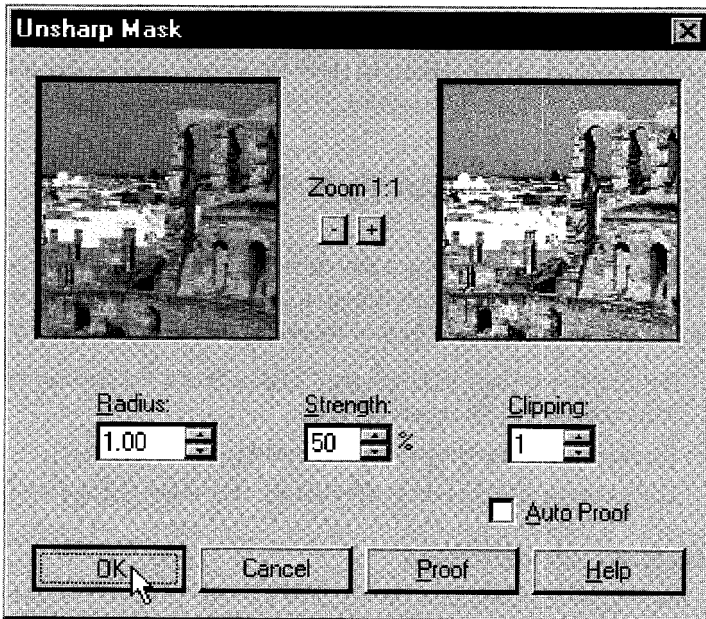 Unsharp Mask
Zoom 1:1
- +
Radius: Strength: Clipping:
1.00 50 % 1
Auto Proof
OK Cancel Proof Help